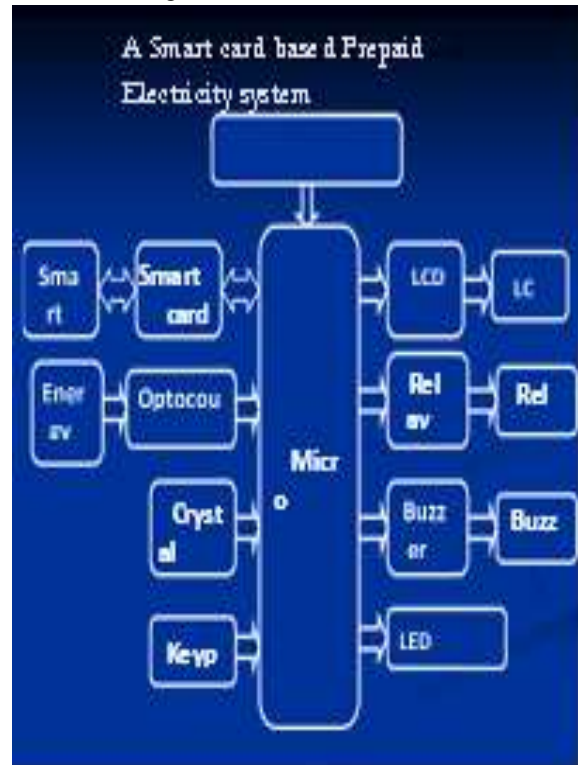 A Smart card based Prepaid
Electricity system
Sma
rt
Smart
card
LCD
LC
Ener
gy
Optocou
Rel
ay
Rel
Micr
o
Cryst
al
Buzz
er
Buzz
Keyp
LED